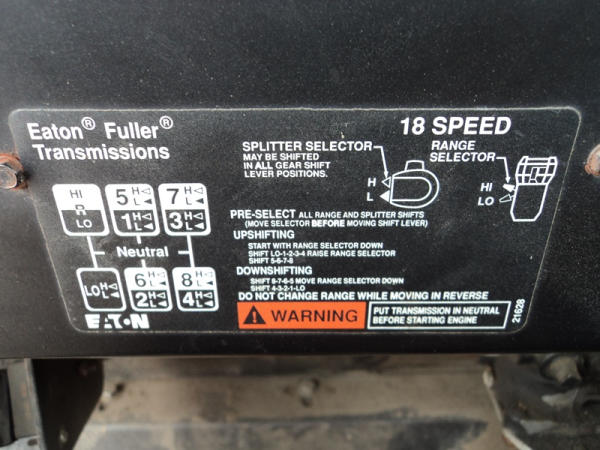 Eaton® Fuller®
Transmissions
18 SPEED
SPLITTER SELECTOR
MAY BE SHIFTED
IN ALL GEAR SHIFT
LEVER POSITIONS.
H
L
RANGE
SELECTOR
HI
LO
HI
R
LO
5 H L
1 H L
7 H L
3 H L
Neutral
LO H L
6 H L
2 H L
8 H L
4 H L
EATON
PRE-SELECT ALL RANGE AND SPLITTER SHIFTS
(MOVE SELECTOR BEFORE MOVING SHIFT LEVER)
UPSHIFTING
START WITH RANGE SELECTOR DOWN
SHIFT LO-1-2-3-4 RAISE RANGE SELECTOR
SHIFT 5-6-7-8
DOWNSHIFTING
SHIFT 8-7-6-5 MOVE RANGE SELECTOR DOWN
SHIFT 4-3-2-1-LO
DO NOT CHANGE RANGE WHILE MOVING IN REVERSE
WARNING
PUT TRANSMISSION IN NEUTRAL
BEFORE STARTING ENGINE
21628